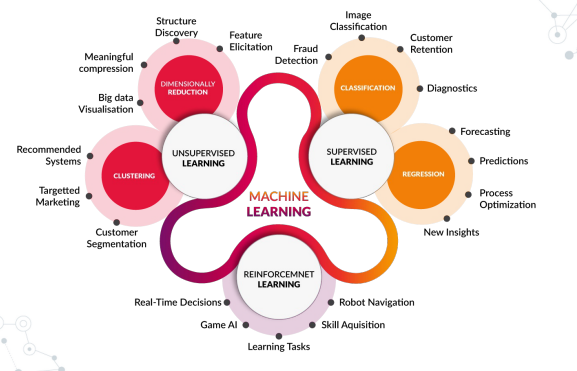 Structure
Discovery
Feature
Elicitation
Meaningful
compression
Big data
Visualisation
DIMENSIONALLY
REDUCTION
Image
Classification
Customer
Retention
Fraud
Detection
CLASSIFICATION
Diagnostics
UNSUPERVISED
LEARNING
SUPERVISED
LEARNING
Recommended
Systems
Targetted
Marketing
Customer
Segmentation
CLUSTERING
Forecasting
Predictions
Process
Optimization
New Insights
REGRESSION
MACHINE
LEARNING
REINFORCEMNET
LEARNING
Real-Time Decisions
Robot Navigation
Game AI
Skill Aquisition
Learning Tasks